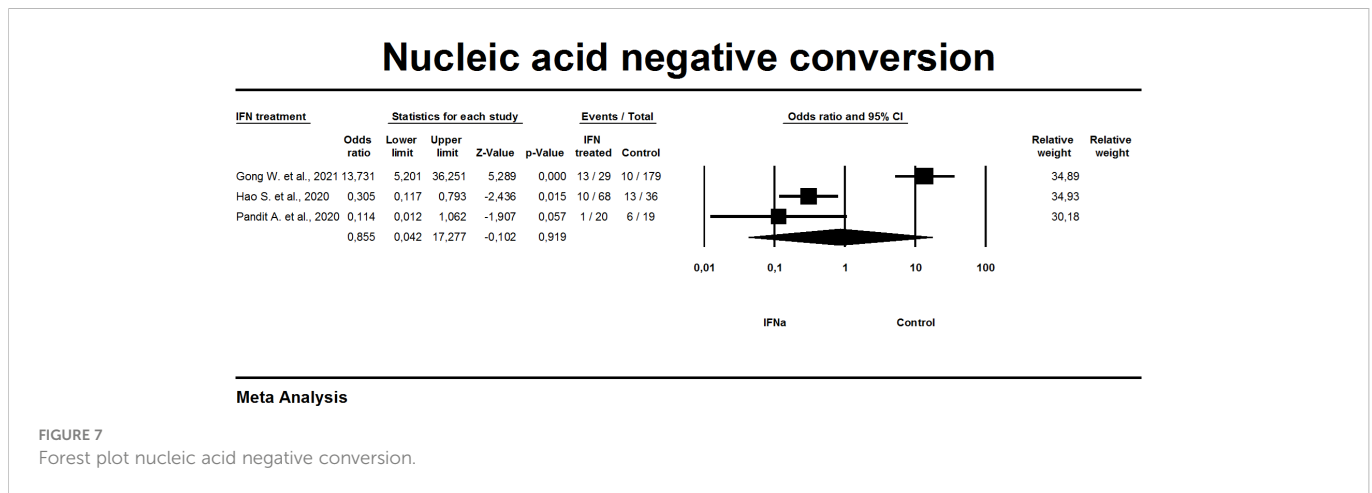 Nucleic acid negative conversion
IFN treatment Statistics for each study Events / Total Odds ratio and 95% CI
Odds ratio Lower limit Upper limit Z-Value p-Value IFN treated Control Relative weight Relative weight
Gong W. et al., 2021 13,731 5,201 36,251 5,289 0,000 13 / 29 10 / 179 34,89
Hao S. et al., 2020 0,305 0,117 0,793 -2,436 0,015 10 / 68 13 / 36 34,93
Pandit A. et al., 2020 0,114 0,012 1,062 -1,907 0,057 1 / 20 6 / 19 30,18
0,855 0,042 17,277 -0,102 0,919
0,01 0,1 1 10 100
IFNa Control
Meta Analysis
FIGURE 7
Forest plot nucleic acid negative conversion.